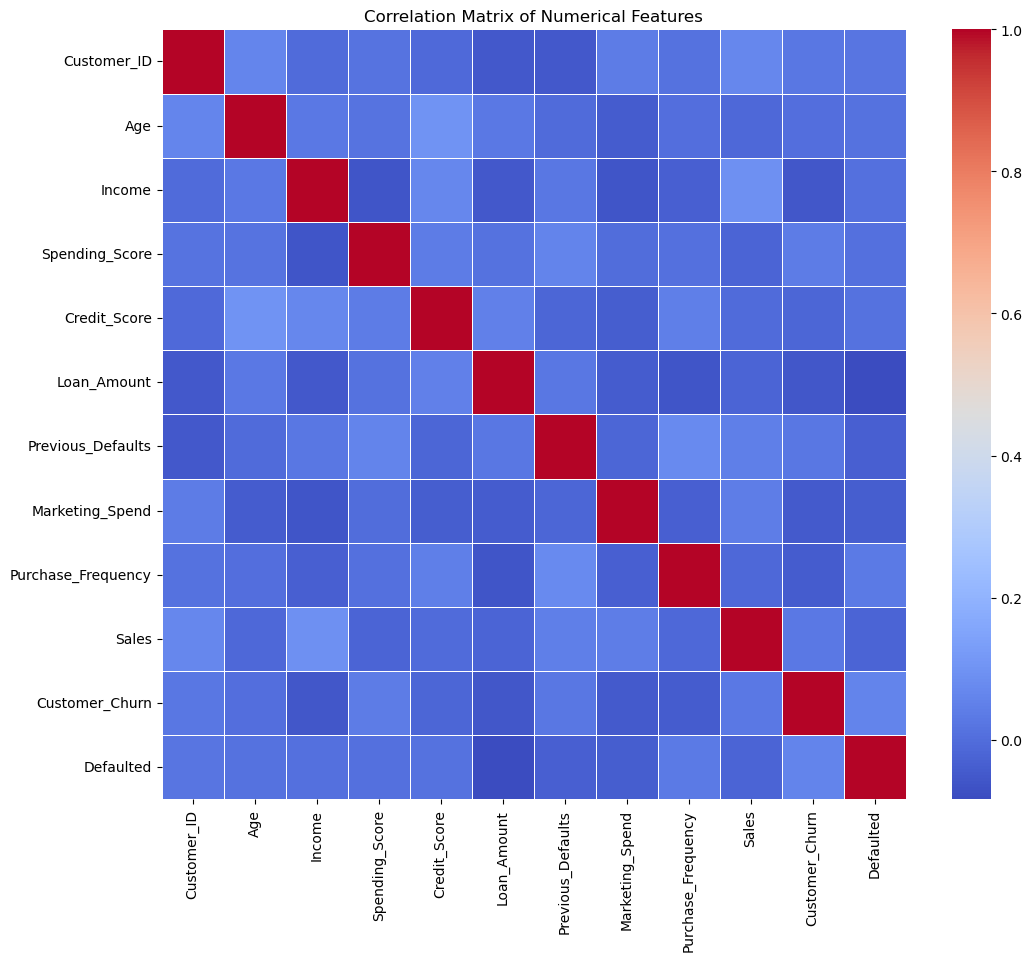 Correlation Matrix of Numerical Features
Customer_ID
Age
Income
Spending_Score
Credit_Score
Loan_Amount
Previous_Defaults
Marketing_Spend
Purchase_Frequency
Sales
Customer_Churn
Defaulted
Customer_ID
Age
Income
Spending_Score
Credit_Score
Loan_Amount
Previous_Defaults
Marketing_Spend
Purchase_Frequency
Sales
Customer_Churn
Defaulted
1.0
0.8
0.6
0.4
0.2
0.0